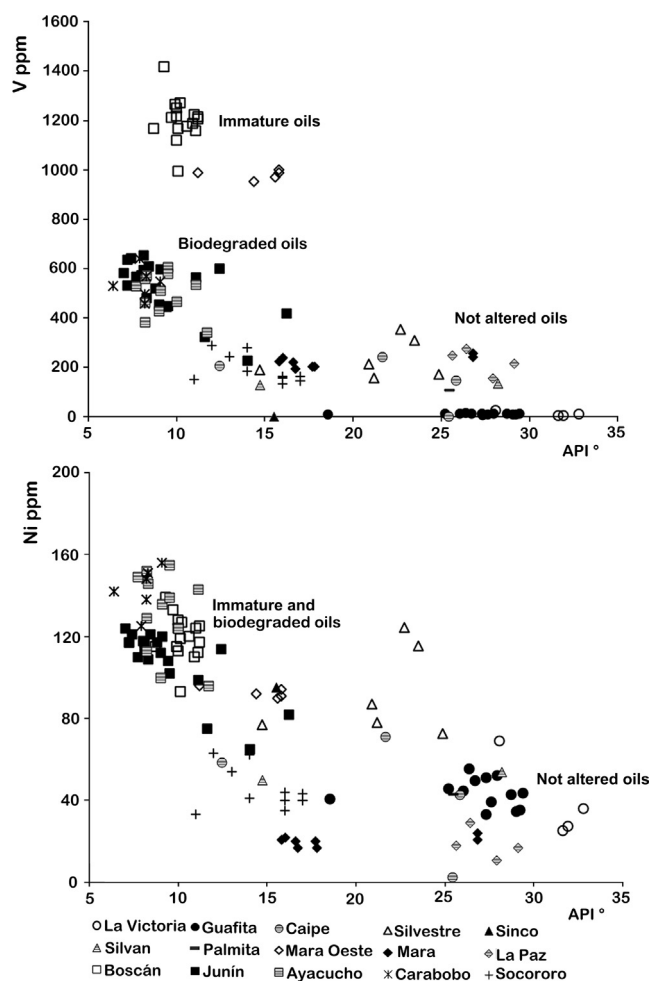 V ppm
1600
1400
1200
1000
800
600
400
200
0
Immature oils
Biodegraded oils
Not altered oils
5 10 15 20 25 30 35
API °
Ni ppm
200
160
120
80
40
0
Immature and
biodegraded oils
Not altered oils
5 10 15 20 25 30 35
API °
La Victoria Guafita Caipe Silvestre Sinco
Silvan Palmita Mara Oeste Mara La Paz
Boscán Junín Ayacucho Carabobo Socororo